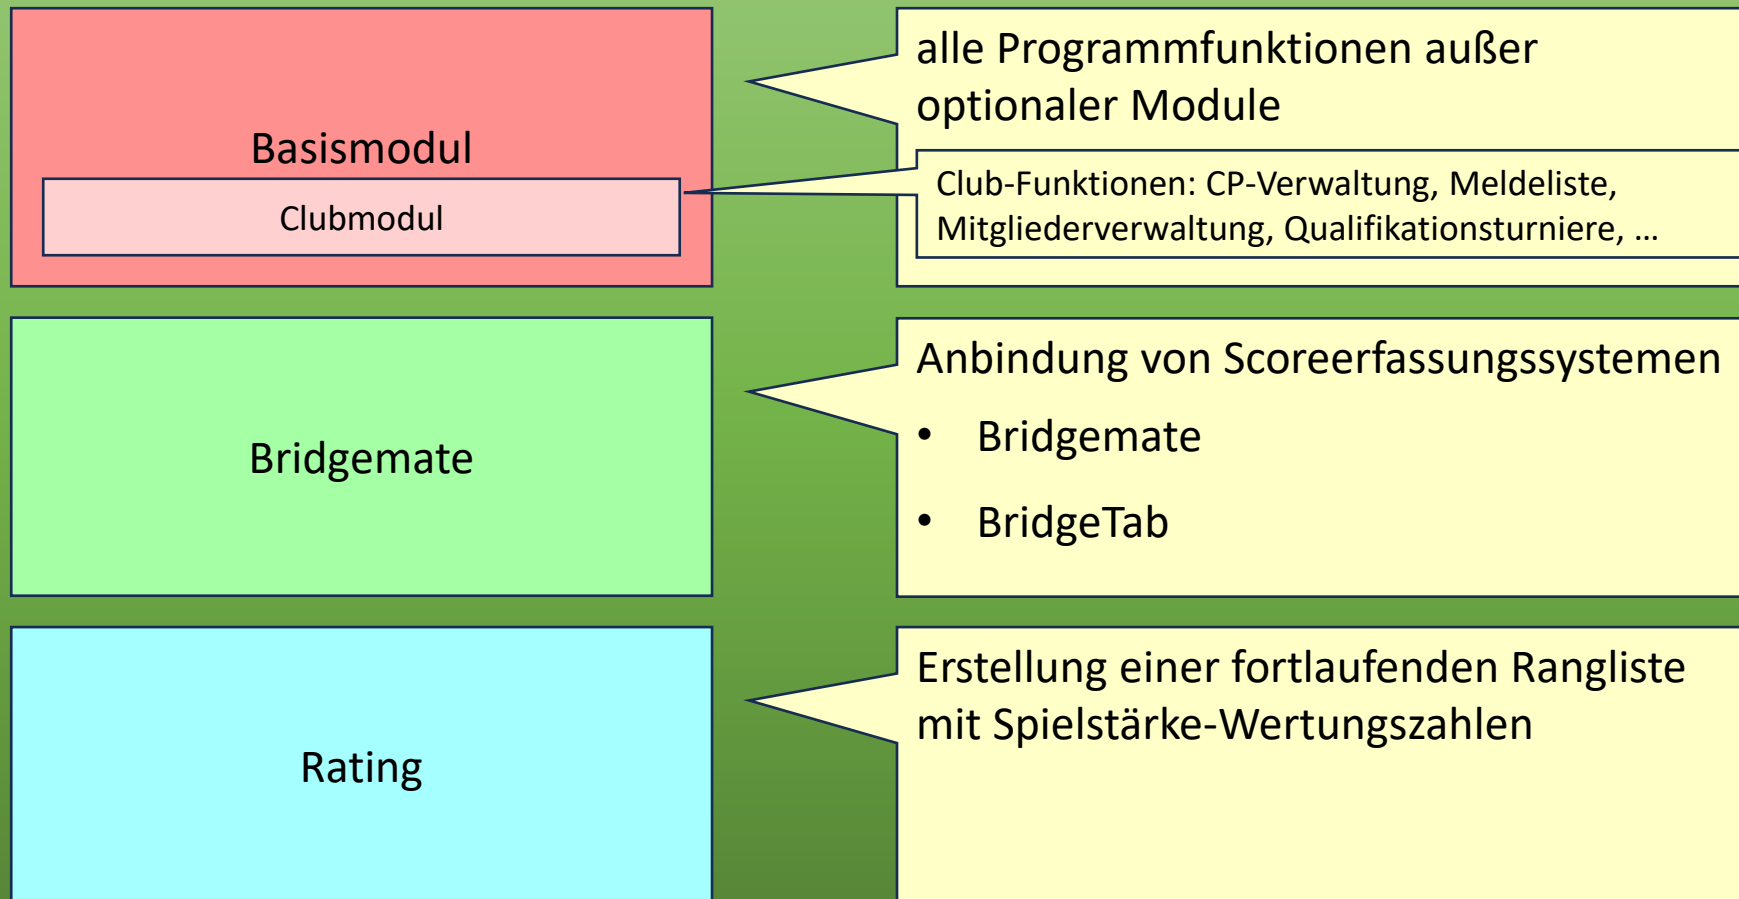 Basismodul
Clubmodul
alle Programmfunktionen außer
optionaler Module
Club-Funktionen: CP-Verwaltung, Meldeliste,
Mitgliederverwaltung, Qualifikationsturniere, …
Bridgemate
Anbindung von Scoreerfassungssystemen
• Bridgemate
• BridgeTab
Rating
Erstellung einer fortlaufenden Rangliste
mit Spielstärke-Wertungszahlen